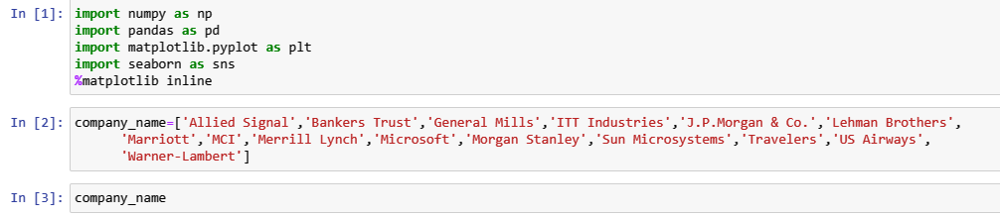 In [1]: import numpy as np
import pandas as pd
import matplotlib.pyplot as plt
import seaborn as sns
%matplotlib inline
In [2]: company_name=['Allied Signal','Bankers Trust','General Mills','ITT Industries','J.P.Morgan & Co.','Lehman Brothers',
'Marriott','MCI','Merrill Lynch','Microsoft','Morgan Stanley','Sun Microsystems','Travelers','US Airways',
'Warner-Lambert']
In [3]: company_name